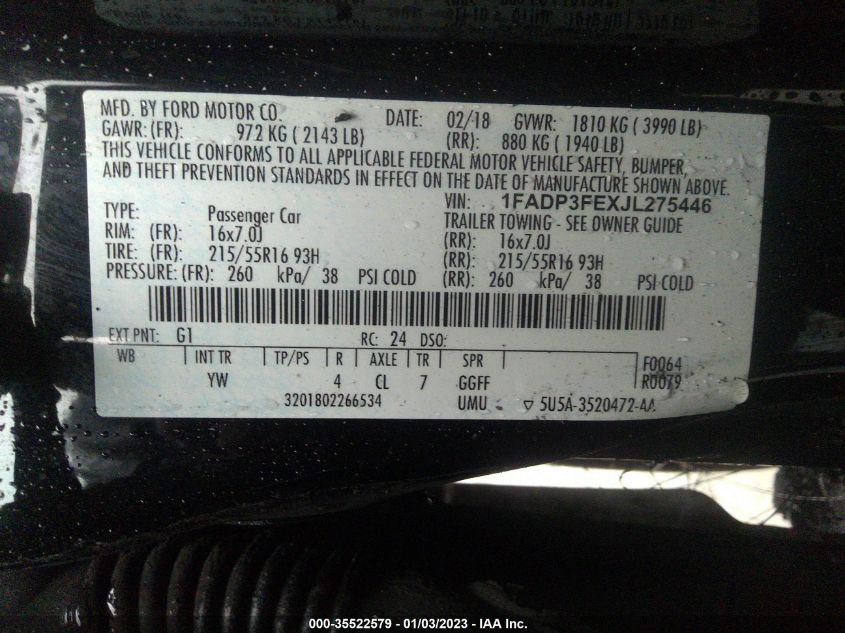 MFD. BY FORD MOTOR CO. DATE: 02/18 GVWR: 1810 KG ( 3990 LB)
GAWR: (FR): 972 KG ( 2143 LB) (RR): 880 KG ( 1940 LB)
THIS VEHICLE CONFORMS TO ALL APPLICABLE FEDERAL MOTOR VEHICLE SAFETY, BUMPER,
AND THEFT PREVENTION STANDARDS IN EFFECT ON THE DATE OF MANUFACTURE SHOWN ABOVE.
VIN: 1FADP3FEXJL275446
TYPE: Passenger Car TRAILER TOWING - SEE OWNER GUIDE
RIM: (FR): 16x7.0J (RR): 16x7.0J
TIRE: (FR): 215/55R16 93H (RR): 215/55R16 93H
PRESSURE: (FR): 260 kPa/ 38 PSI COLD (RR): 260 kPa/ 38 PSI COLD
EXT PNT: G1 RC: 24 DSO:
WB INT TR TP/PS R AXLE TR SPR F0064
YW 4 CL 7 GGFF R0079
3201802266534 UMU ▽ 5U5A-3520472-AA
000-35522579 — 01/03/2023 - IAA Inc.